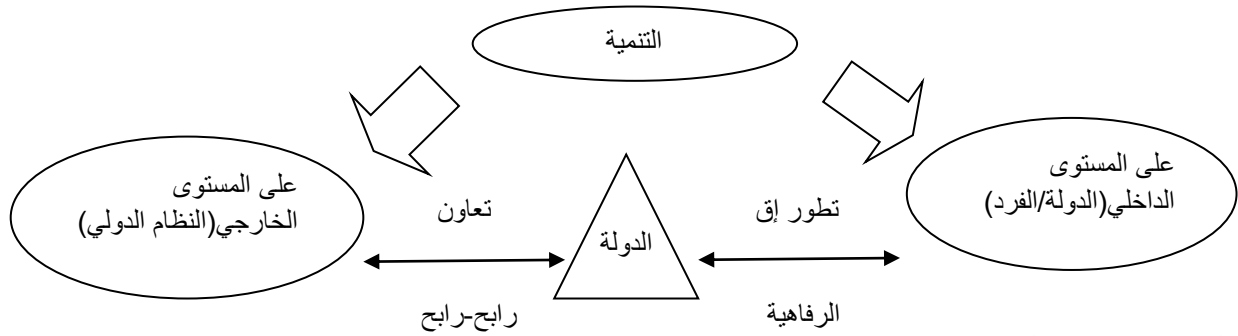 التنمية
على المستوى
الداخلي(الدولة/الفرد)
على المستوى
الخارجي(النظام الدولي)
تطور إق
تعاون
الدولة
الرفاهية
رابح-رابح